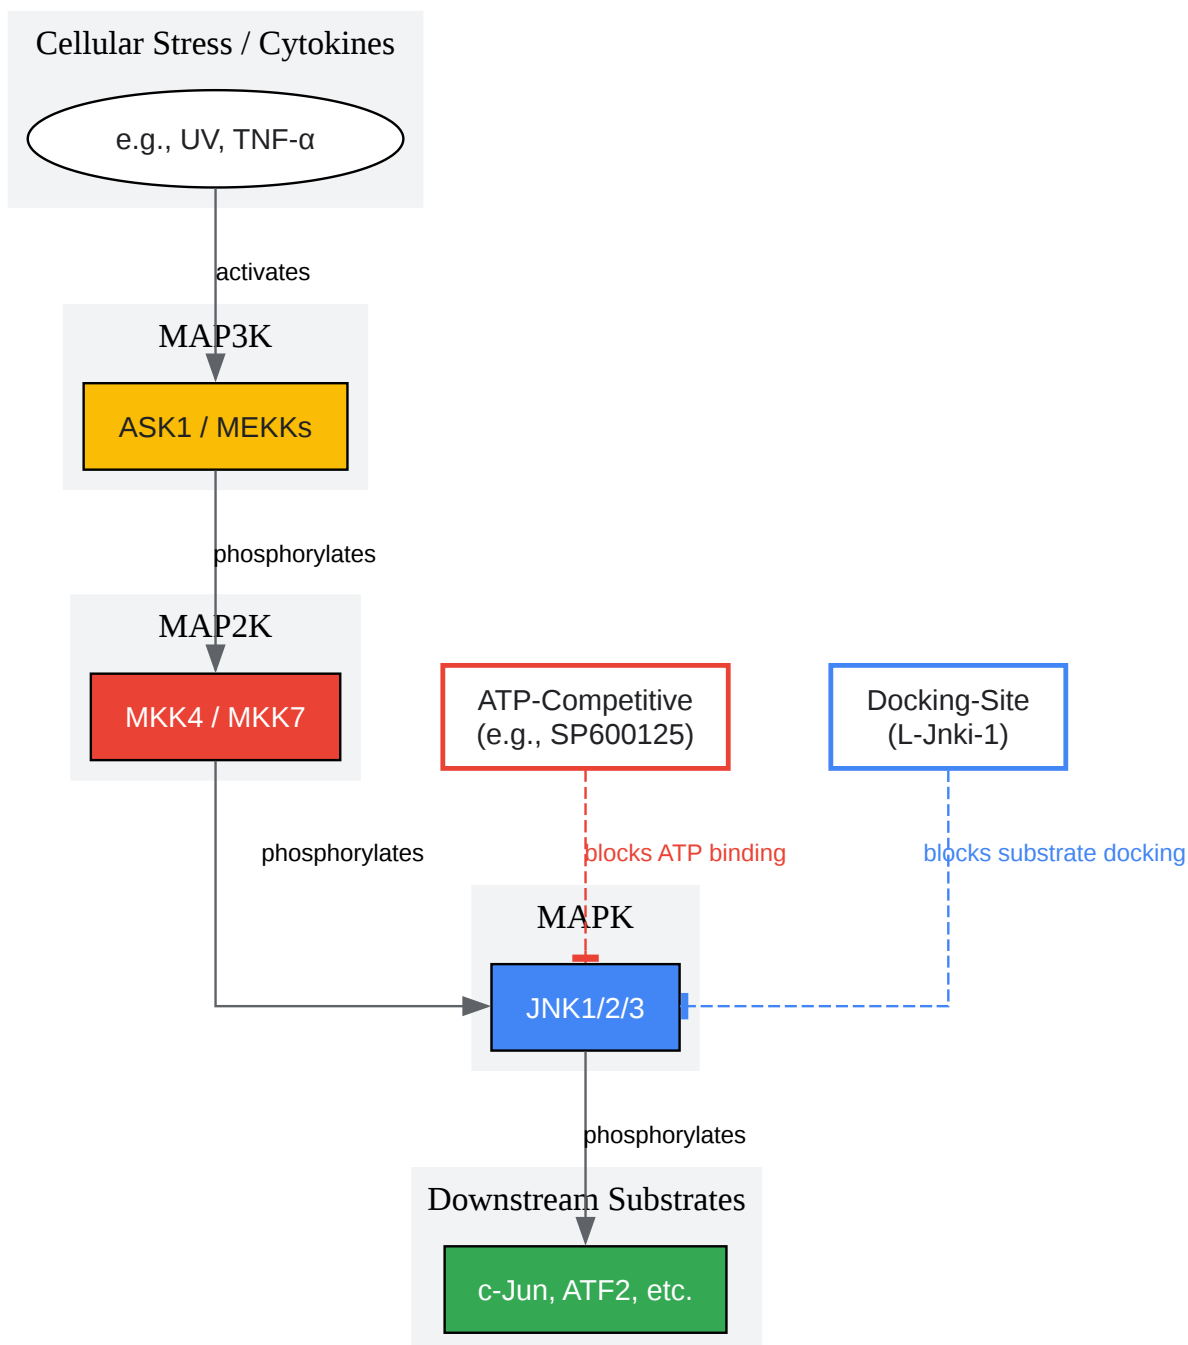 Cellular Stress / Cytokines
e.g., UV, TNF-α
activates
MAP3K
ASK1 / MEKKs
phosphorylates
MAP2K
MKK4 / MKK7
ATP-Competitive
(e.g., SP600125)
Docking-Site
(L-Jnki-1)
phosphorylates
blocks ATP binding
blocks substrate docking
MAPK
JNK1/2/3
phosphorylates
Downstream Substrates
c-Jun, ATF2, etc.